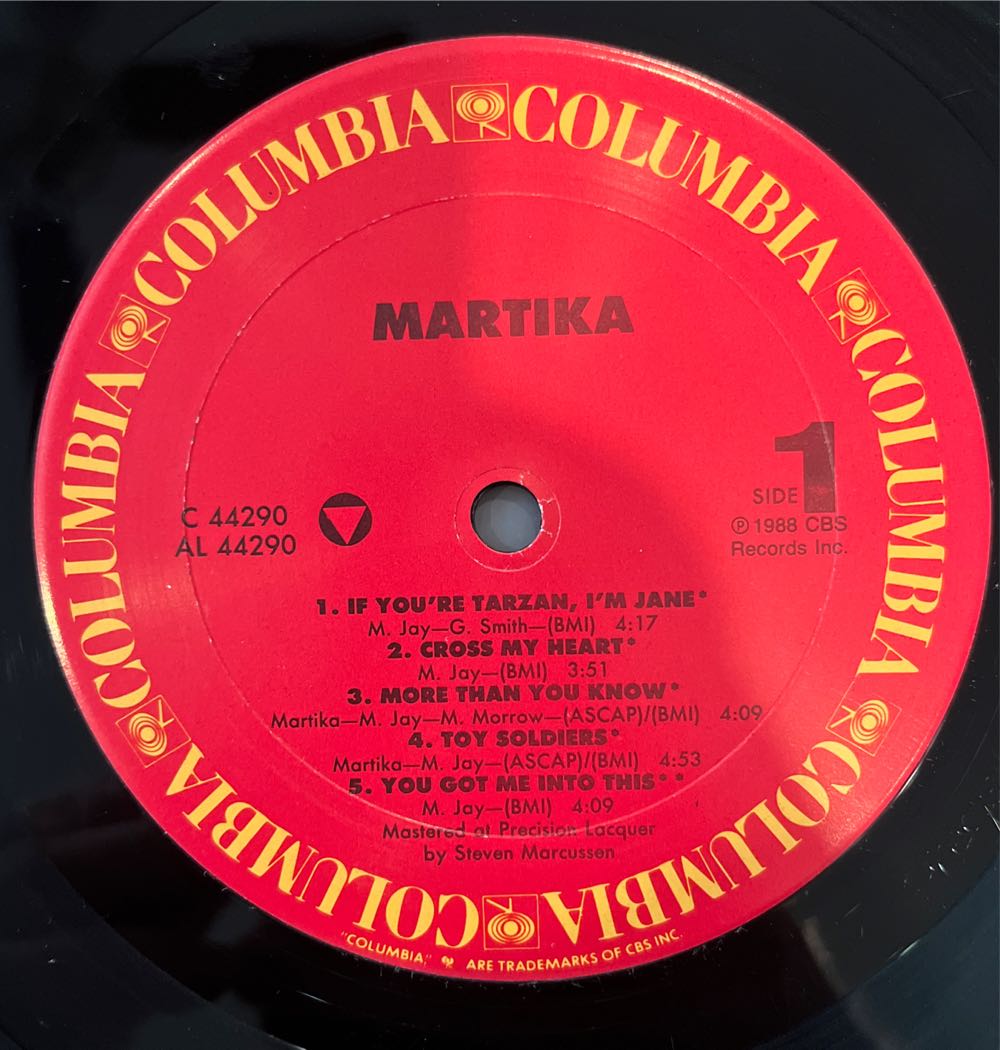 COLUMBIA COLUMBIA COLUMBIA COLUMBIA COLUMBIA COLUMBIA
MARTIKA
SIDE 1
℗ 1988 CBS
Records Inc.
C 44290
AL 44290
1. IF YOU'RE TARZAN, I'M JANE*
M. Jay—G. Smith—(BMI) 4:17
2. CROSS MY HEART*
M. Jay—(BMI) 3:51
3. MORE THAN YOU KNOW*
Martika—M. Jay—M. Morrow—(ASCAP)/(BMI) 4:09
4. TOY SOLDIERS*
Martika—M. Jay—(ASCAP)/(BMI) 4:53
5. YOU GOT ME INTO THIS**
M. Jay—(BMI) 4:09
Mastered at Precision Lacquer
by Steven Marcussen
"COLUMBIA," ARE TRADEMARKS OF CBS INC.